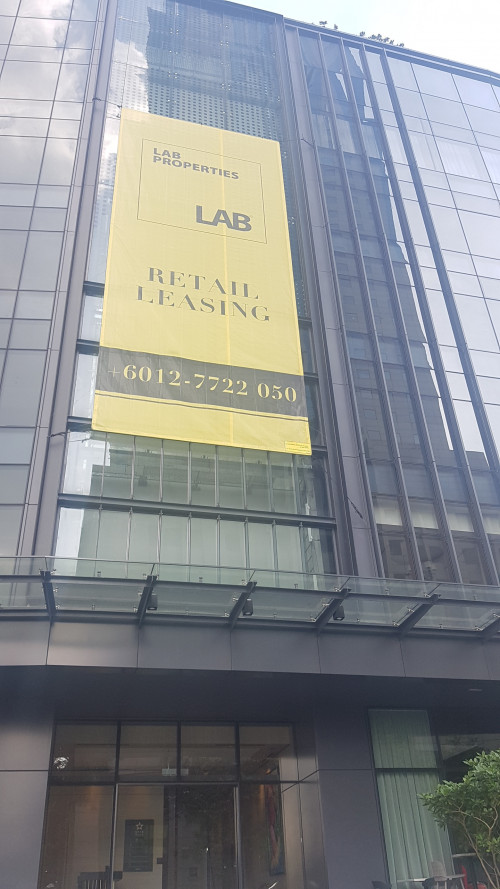 LAB
PROPERTIES
LAB
RETAIL
LEASING
+6012-7722 050